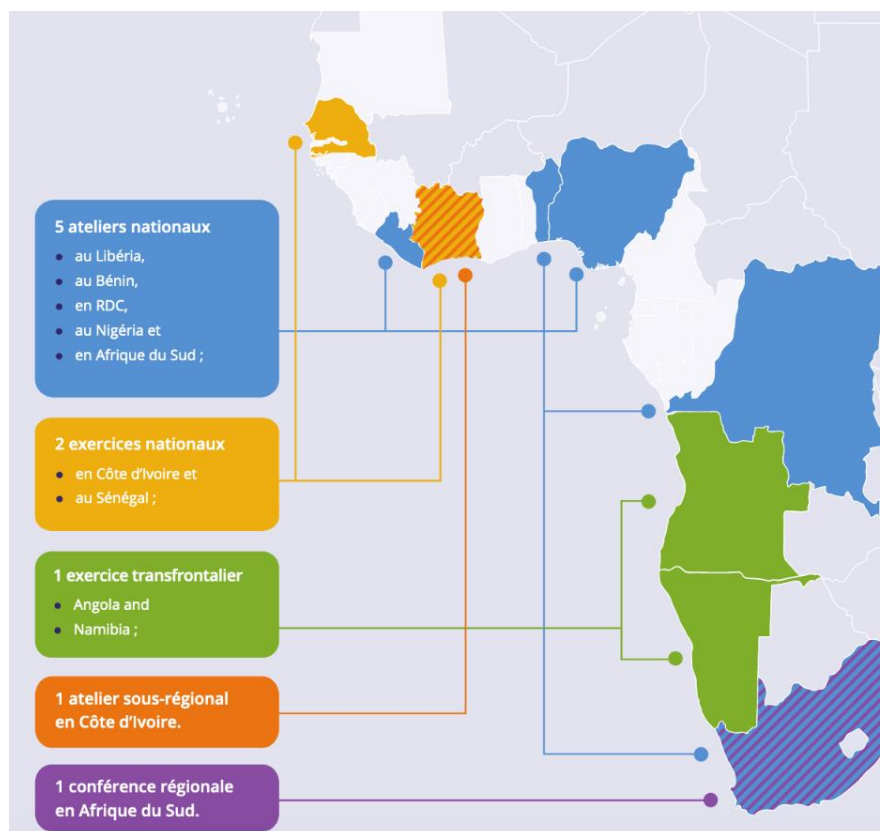 5 ateliers nationaux
• au Libéria,
• au Bénin,
• en RDC,
• au Nigéria et
• en Afrique du Sud ;
2 exercices nationaux
• en Côte d'Ivoire et
• au Sénégal ;
1 exercice transfrontalier
• Angola and
• Namibia ;
1 atelier sous-régional
en Côte d'Ivoire.
1 conférence régionale
en Afrique du Sud.